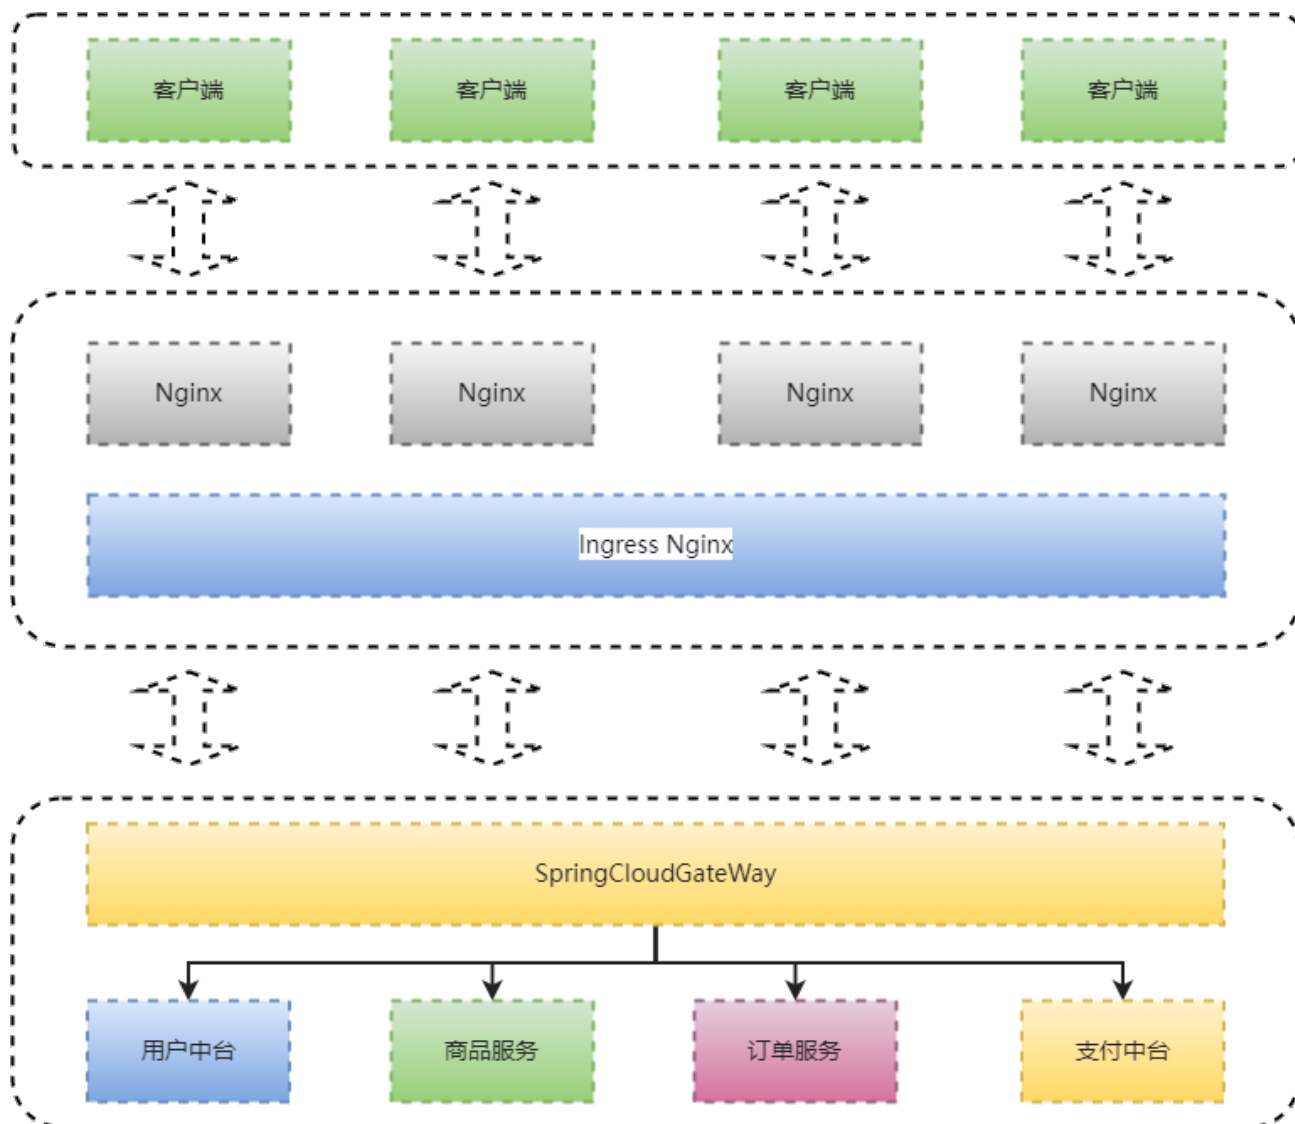 客户端
客户端
客户端
客户端
Nginx
Nginx
Nginx
Nginx
Ingress Nginx
SpringCloudGateWay
用户中台
商品服务
订单服务
支付中台